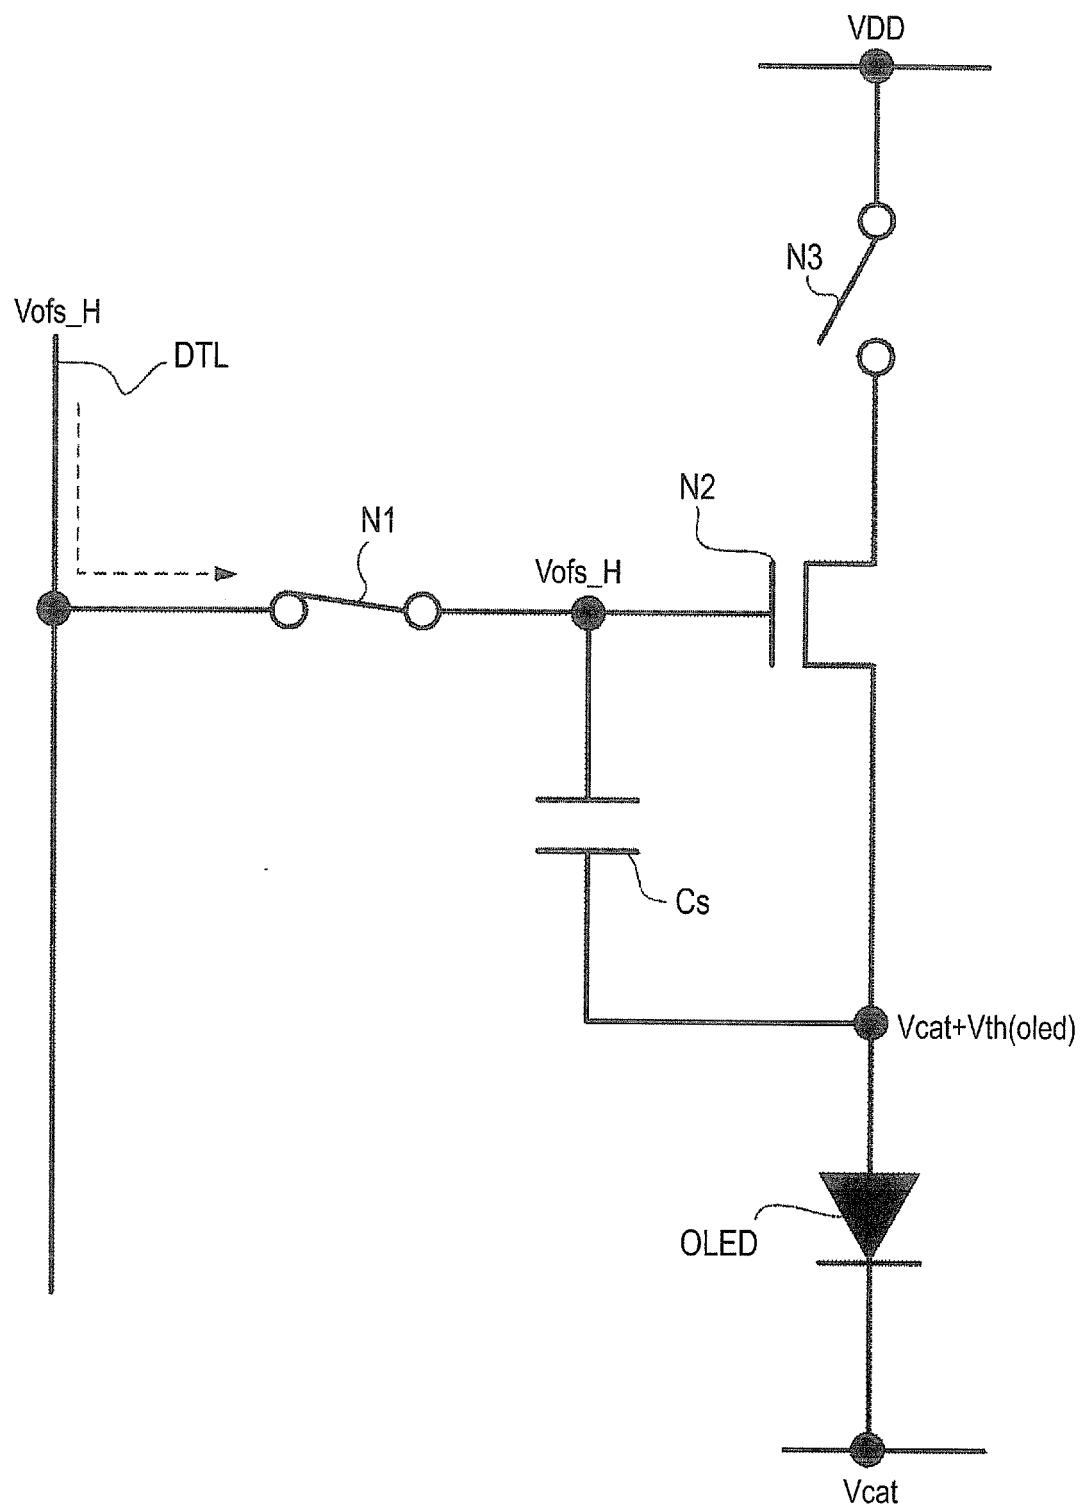 VDD
N3
Vofs_H
DTL
N2
N1
Vofs_H
Cs
Vcat+Vth(oled)
OLED
Vcat